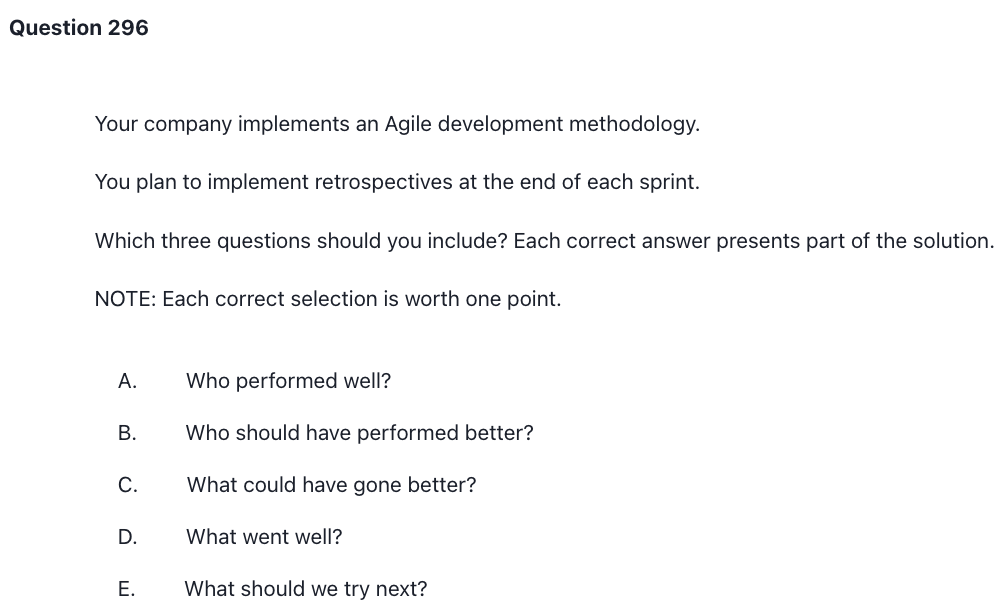 Question 296
Your company implements an Agile development methodology.
You plan to implement retrospectives at the end of each sprint.
Which three questions should you include? Each correct answer presents part of the solution.
NOTE: Each correct selection is worth one point.
A. Who performed well?
B. Who should have performed better?
C. What could have gone better?
D. What went well?
E. What should we try next?